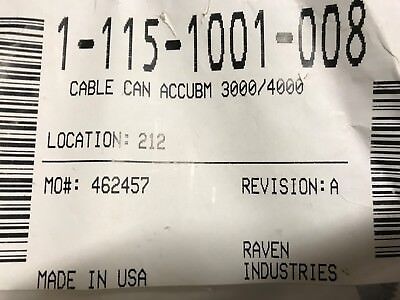 1-115-1001-008
CABLE CAN ACCUBM 3000/4000
LOCATION: 212
MO#: 462457
REVISION:A
RAVEN
INDUSTRIES
MADE IN USA